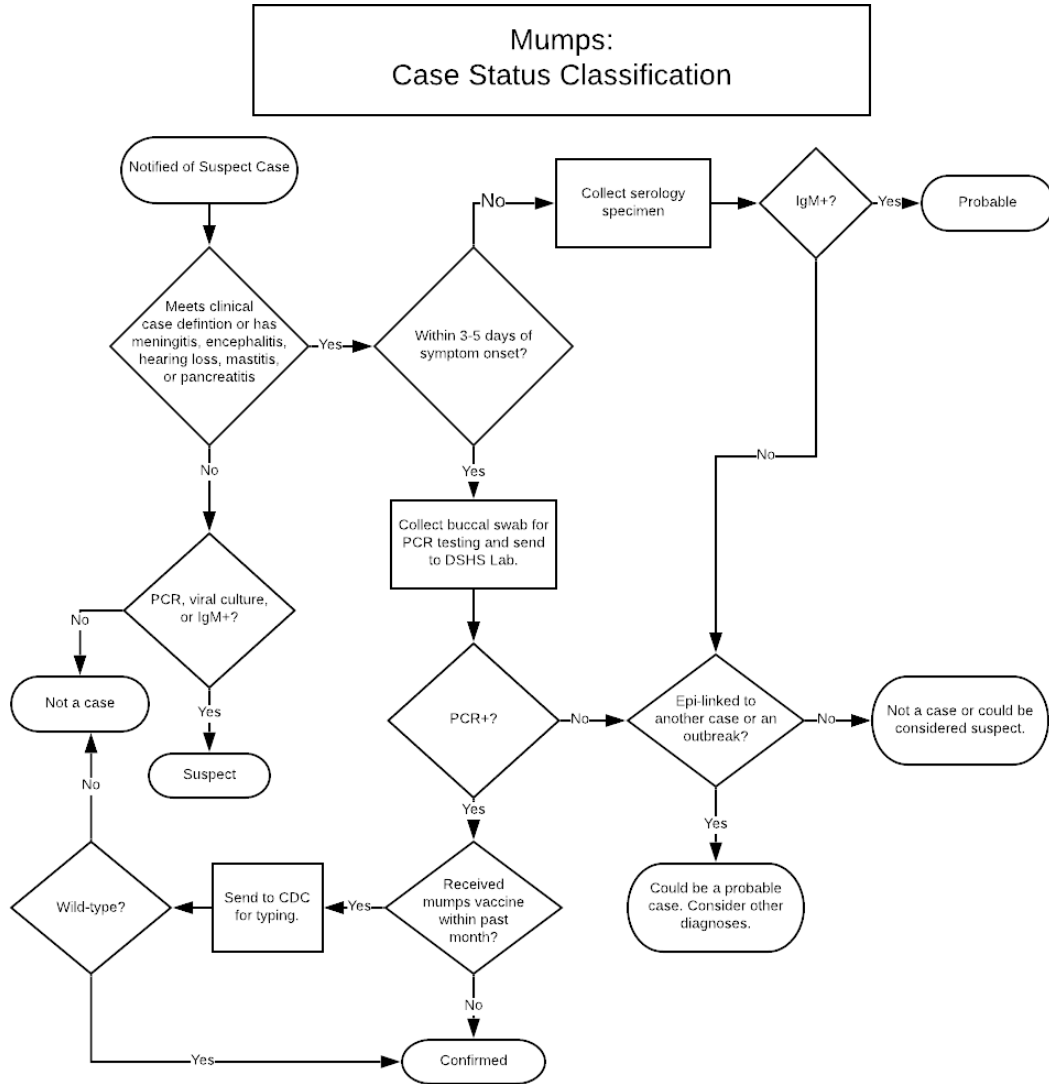 Mumps:
Case Status Classification
Notified of Suspect Case
Collect serology
specimen
IgM+?
Yes
Probable
No
Meets clinical
case defintion or has
meningitis, encephalitis,
hearing loss, mastitis,
or pancreatitis
Yes
Within 3-5 days of
symptom onset?
No
No
Yes
Collect buccal swab for
PCR testing and send
to DSHS Lab.
PCR, viral culture,
or IgM+?
No
Not a case
Yes
Suspect
PCR+?
No
Epi-linked to
another case or an
outbreak?
No
Not a case or could be
considered suspect.
No
Yes
Yes
Wild-type?
Send to CDC
for typing.
Yes
Received
mumps vaccine
within past
month?
Could be a probable
case. Consider other
diagnoses.
No
Yes
Confirmed